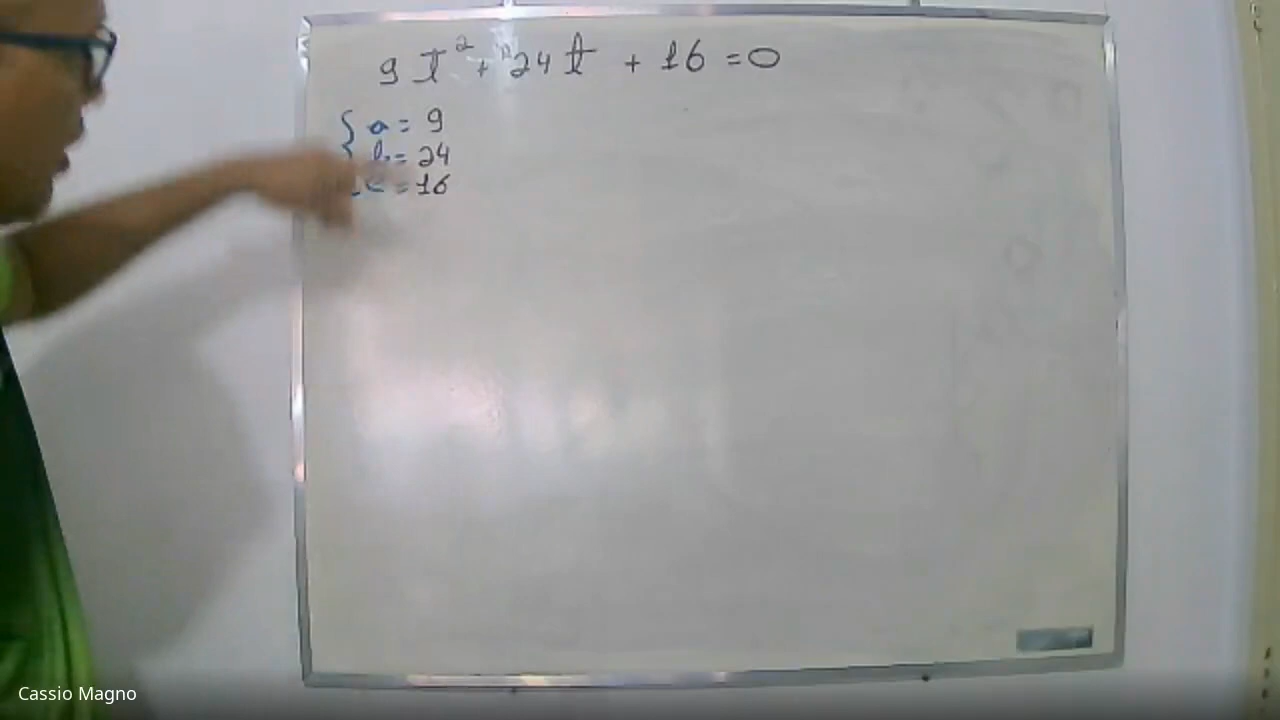 9t² + 24t + 16 = 0
a = 9
b = 24
c = 16
Cassio Magno